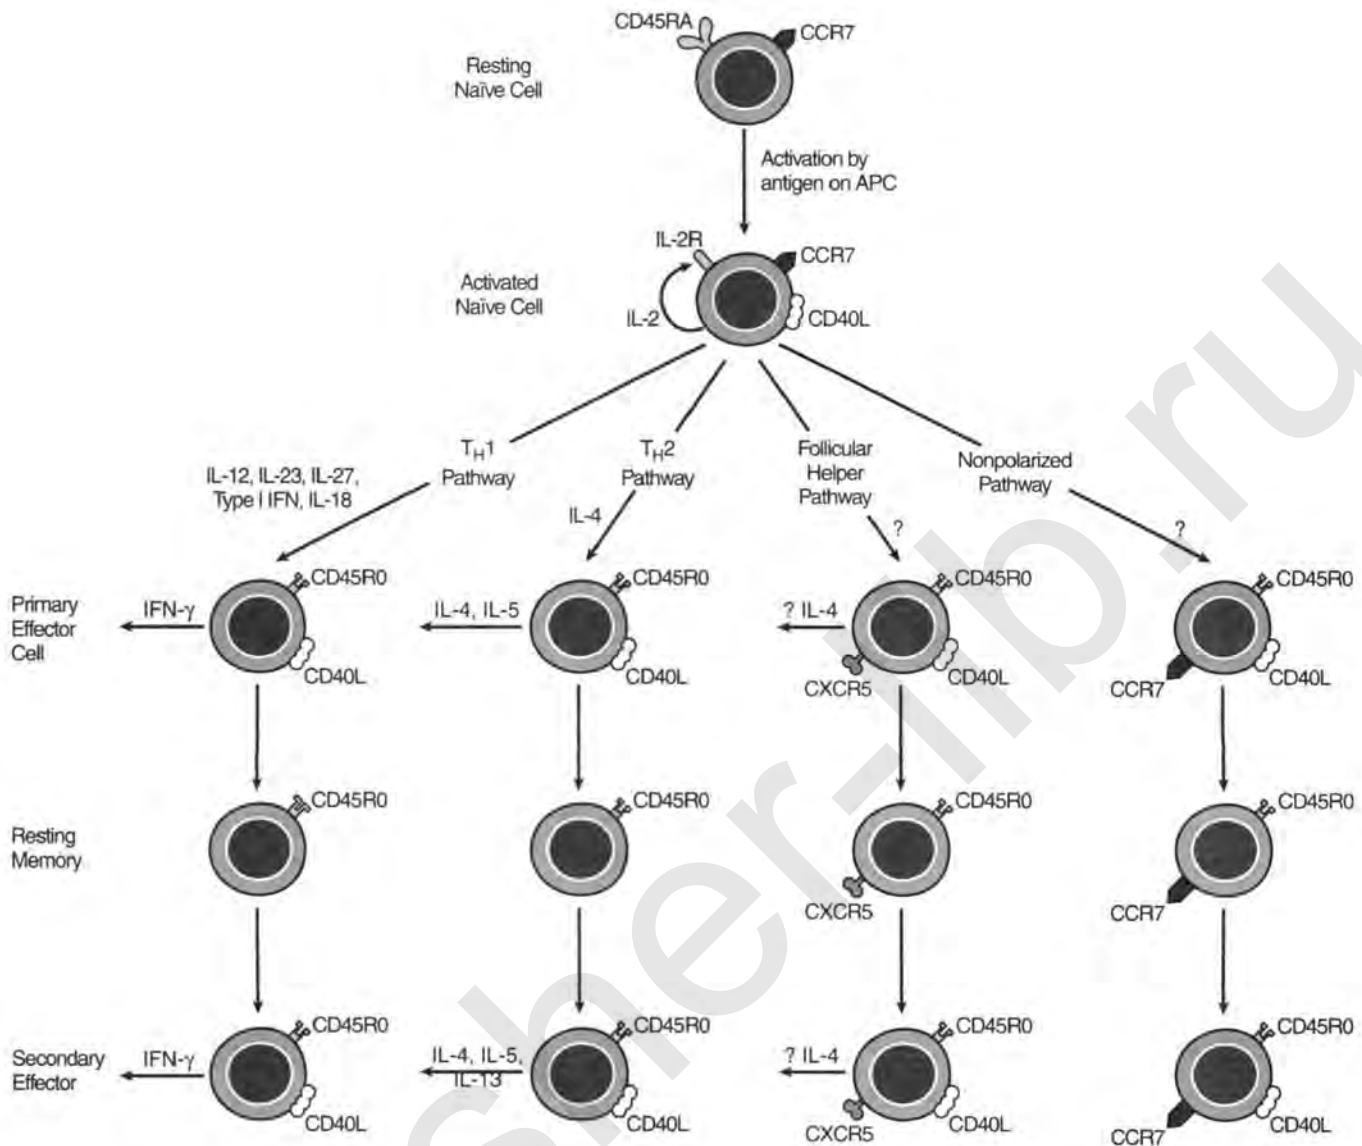 CD45RA
CCR7
Resting
Naïve Cell
Activation by
antigen on APC
IL-2R
CCR7
Activated
Naïve Cell
IL-2
CD40L
TH1
Pathway
TH2
Pathway
Follicular
Helper
Pathway
Nonpolarized
Pathway
IL-12, IL-23, IL-27,
Type I IFN, IL-18
IL-4
?
?
Primary
Effector
Cell
IFN-γ
CD45R0
CD40L
IL-4, IL-5
CD45R0
CD40L
? IL-4
CD45R0
CXCR5
CD40L
CD45R0
CCR7
CD40L
Resting
Memory
CD45R0
CD45R0
CD45R0
CXCR5
CD45R0
CCR7
Secondary
Effector
IFN-γ
CD45R0
CD40L
IL-4, IL-5,
IL-13
CD45R0
CD40L
? IL-4
CD45R0
CXCR5
CD40L
CD45R0
CCR7
CD40L
sher-lib.ru